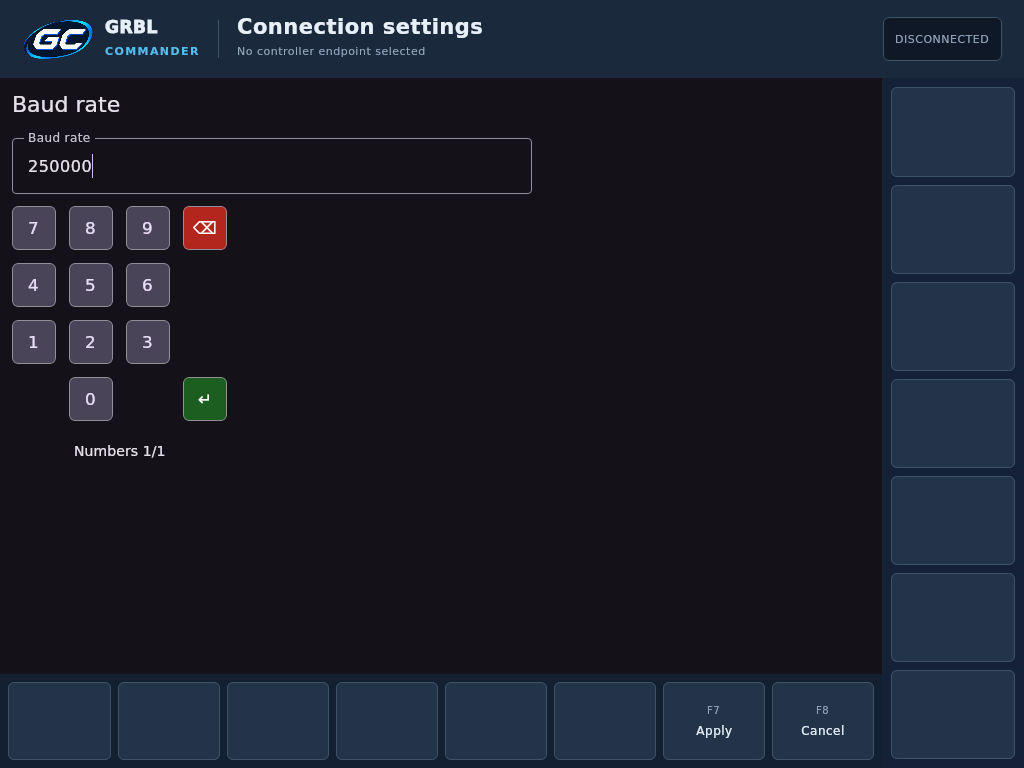 GC
GRBL
COMMANDER
Connection settings
No controller endpoint selected
DISCONNECTED
Baud rate
Baud rate
250000
7 8 9 ⌫
4 5 6
1 2 3
0 ↵
Numbers 1/1
F7
Apply
F8
Cancel